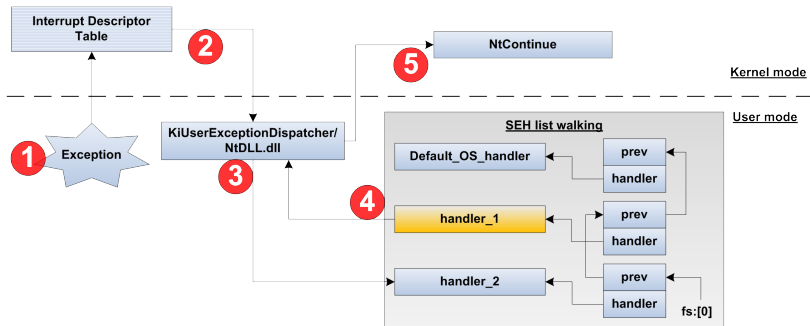 Interrupt Descriptor
Table
2
5
NtContinue
Kernel mode
User mode
1
Exception
KiUserExceptionDispatcher/
NtDLL.dll
3
4
SEH list walking
Default_OS_handler
prev
handler
handler_1
prev
handler
handler_2
prev
handler
fs:[0]